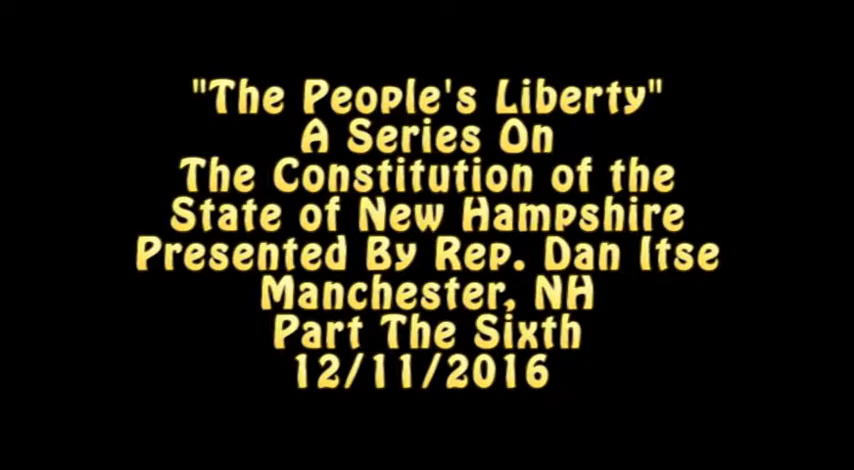 "The People's Liberty"
A Series On
The Constitution of the
State of New Hampshire
Presented By Rep. Dan Itse
Manchester, NH
Part The Sixth
12/11/2016